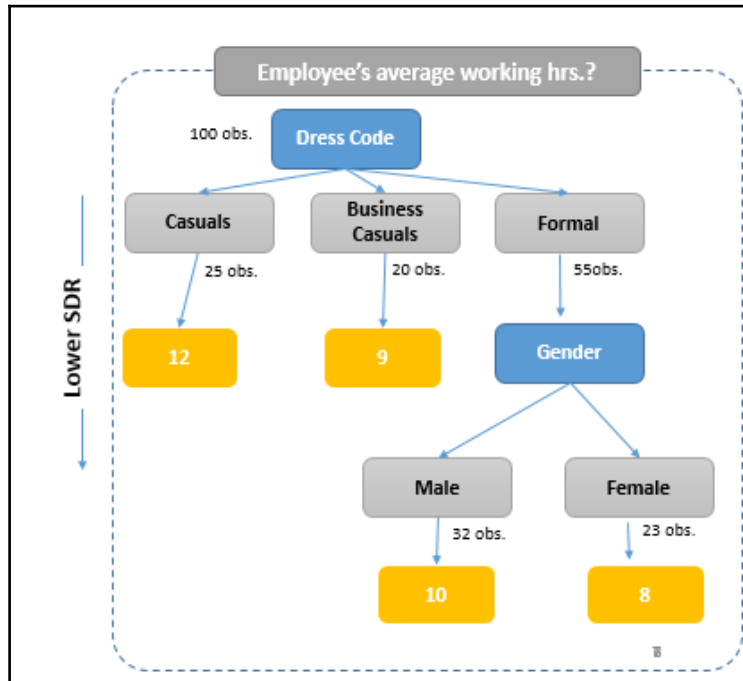 Employee's average working hrs.?
100 obs.
Dress Code
Casuals
Business
Casuals
Formal
25 obs.
20 obs.
55obs.
Lower SDR
12
9
Gender
Male
Female
32 obs.
23 obs.
10
8